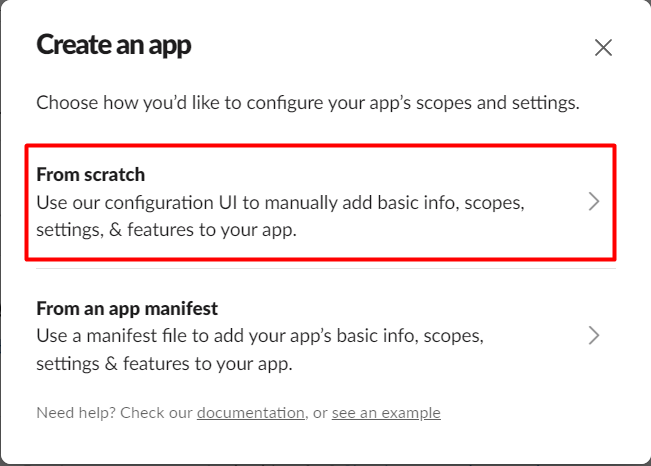 Create an app
Choose how you’d like to configure your app’s scopes and settings.
From scratch
Use our configuration UI to manually add basic info, scopes,
settings, & features to your app.
From an app manifest
Use a manifest file to add your app’s basic info, scopes,
settings & features to your app.
Need help? Check our documentation, or see an example